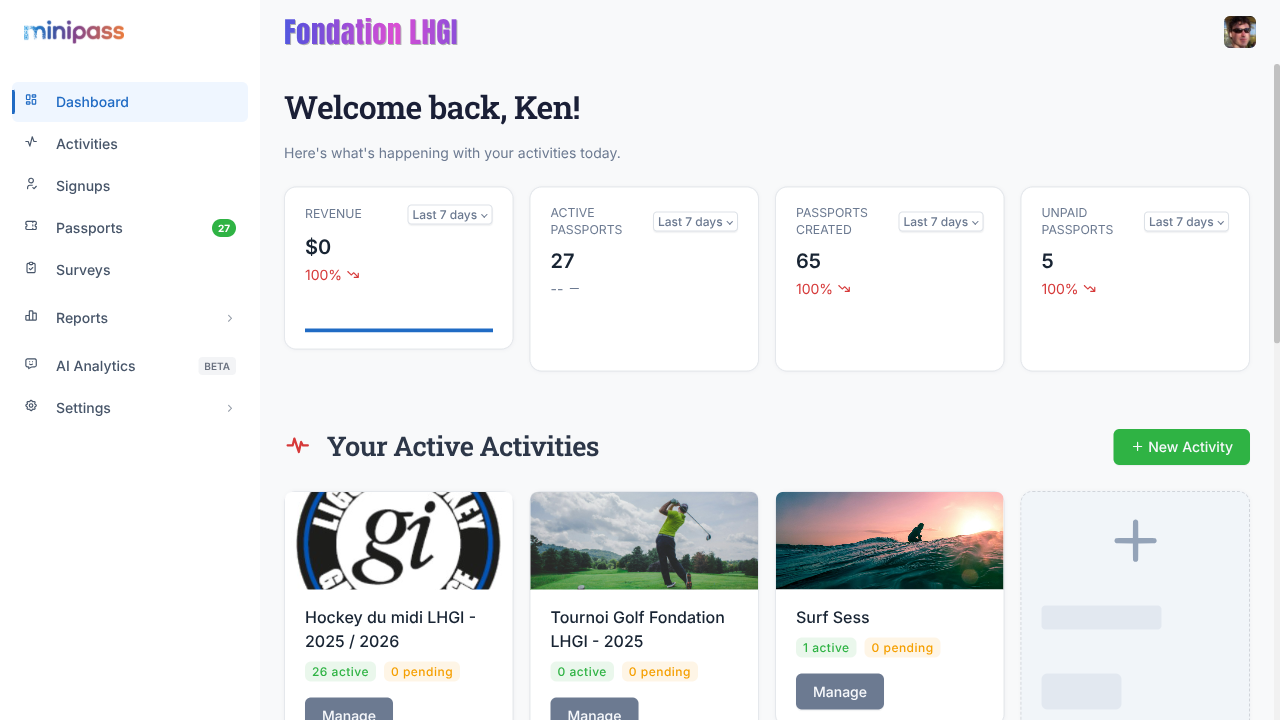 minipass
Fondation LHGI
Dashboard
Activities
Signups
Passports 27
Surveys
Reports
AI Analytics BETA
Settings
Welcome back, Ken!
Here's what's happening with your activities today.
REVENUE
Last 7 days
$0
100%
ACTIVE
PASSPORTS
Last 7 days
27
-- –
PASSPORTS
CREATED
Last 7 days
65
100%
UNPAID
PASSPORTS
Last 7 days
5
100%
Your Active Activities
+ New Activity
gi
Hockey du midi LHGI -
2025 / 2026
26 active 0 pending
Manage
Tournoi Golf Fondation
LHGI - 2025
0 active 0 pending
Manage
Surf Sess
1 active 0 pending
Manage